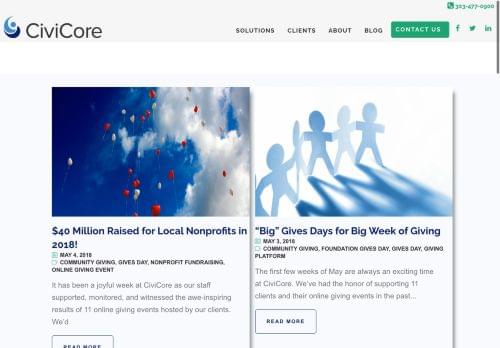 303-477-0900
CiviCore
SOLUTIONS CLIENTS ABOUT BLOG CONTACT US
$40 Million Raised for Local Nonprofits in
2018!
MAY 4, 2018
COMMUNITY GIVING, GIVES DAY, NONPROFIT FUNDRAISING,
ONLINE GIVING EVENT
It has been a joyful week at CiviCore as our staff
supported, monitored, and witnessed the awe-inspiring
results of 11 online giving events hosted by our clients.
We'd
READ MORE
“Big” Gives Days for Big Week of Giving
MAY 3, 2018
COMMUNITY GIVING, FOUNDATION GIVES DAY, GIVES DAY, GIVING
PLATFORM
The first few weeks of May are always an exciting time
at CiviCore. We've had the honor of supporting 11
clients and their online giving events in the past...
READ MORE